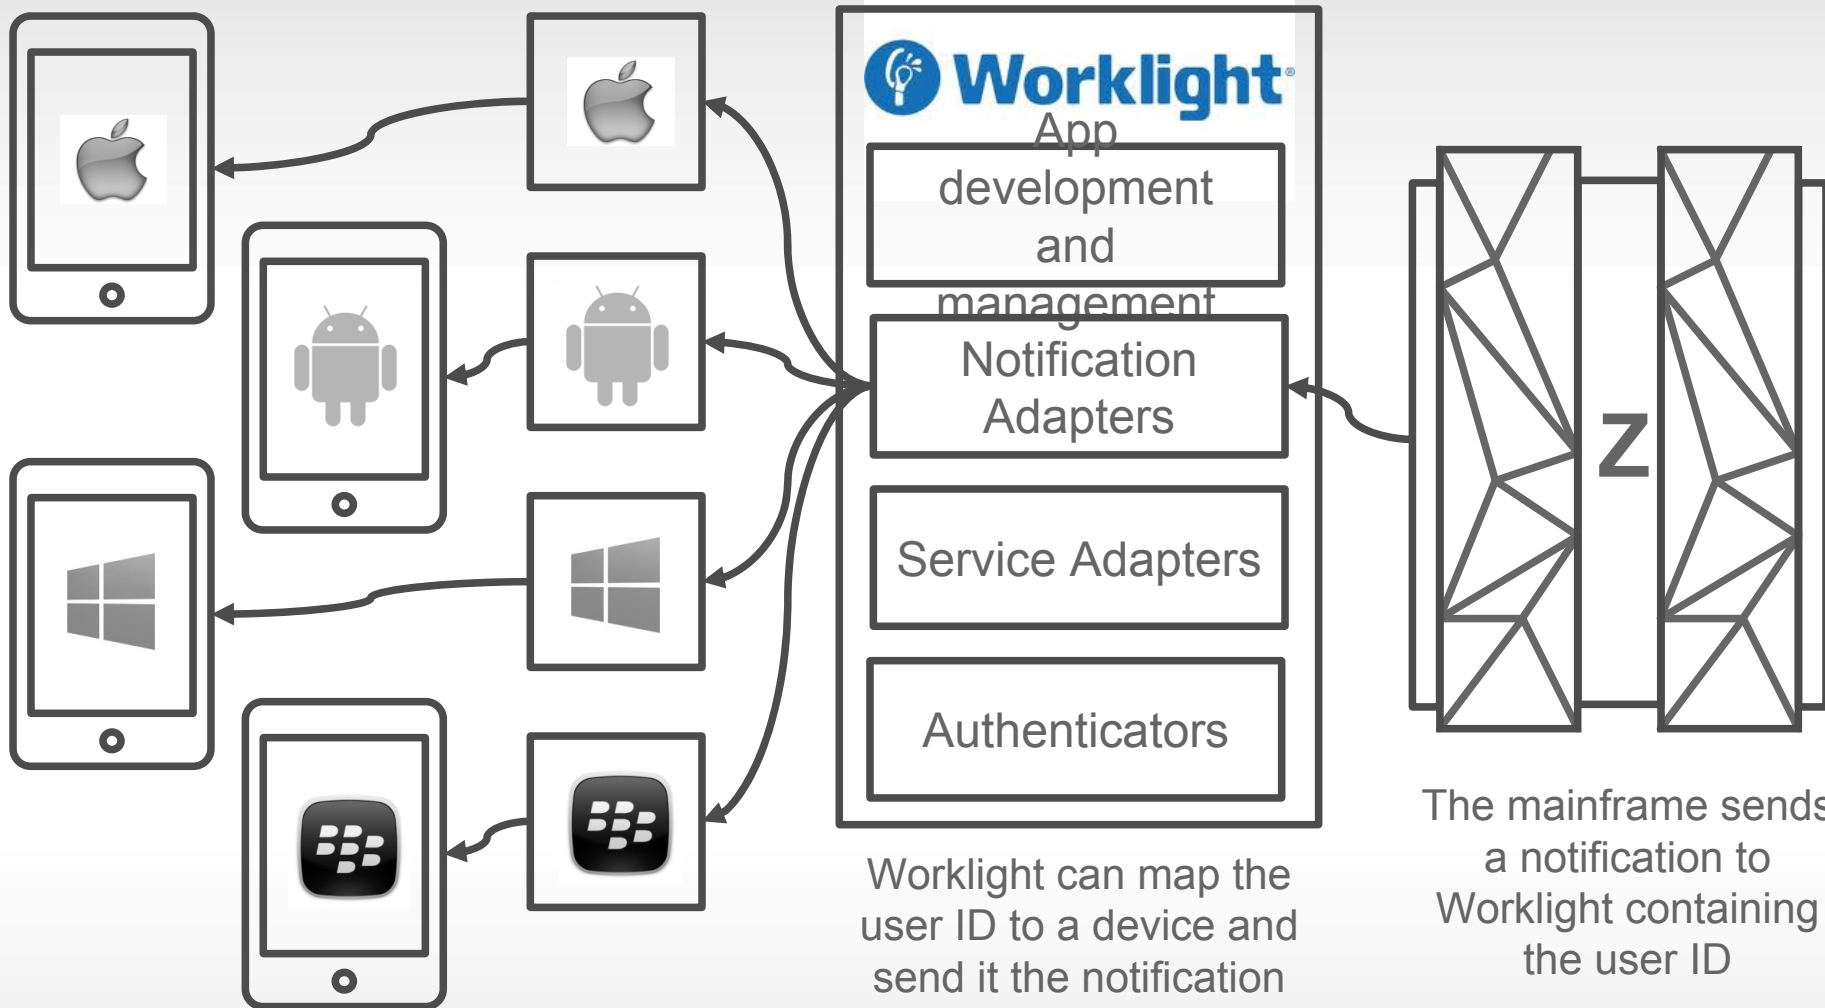 Worklight®
App
development
and
management
Notification
Adapters
Service Adapters
Authenticators
Z
Worklight can map the
user ID to a device and
send it the notification
The mainframe sends
a notification to
Worklight containing
the user ID